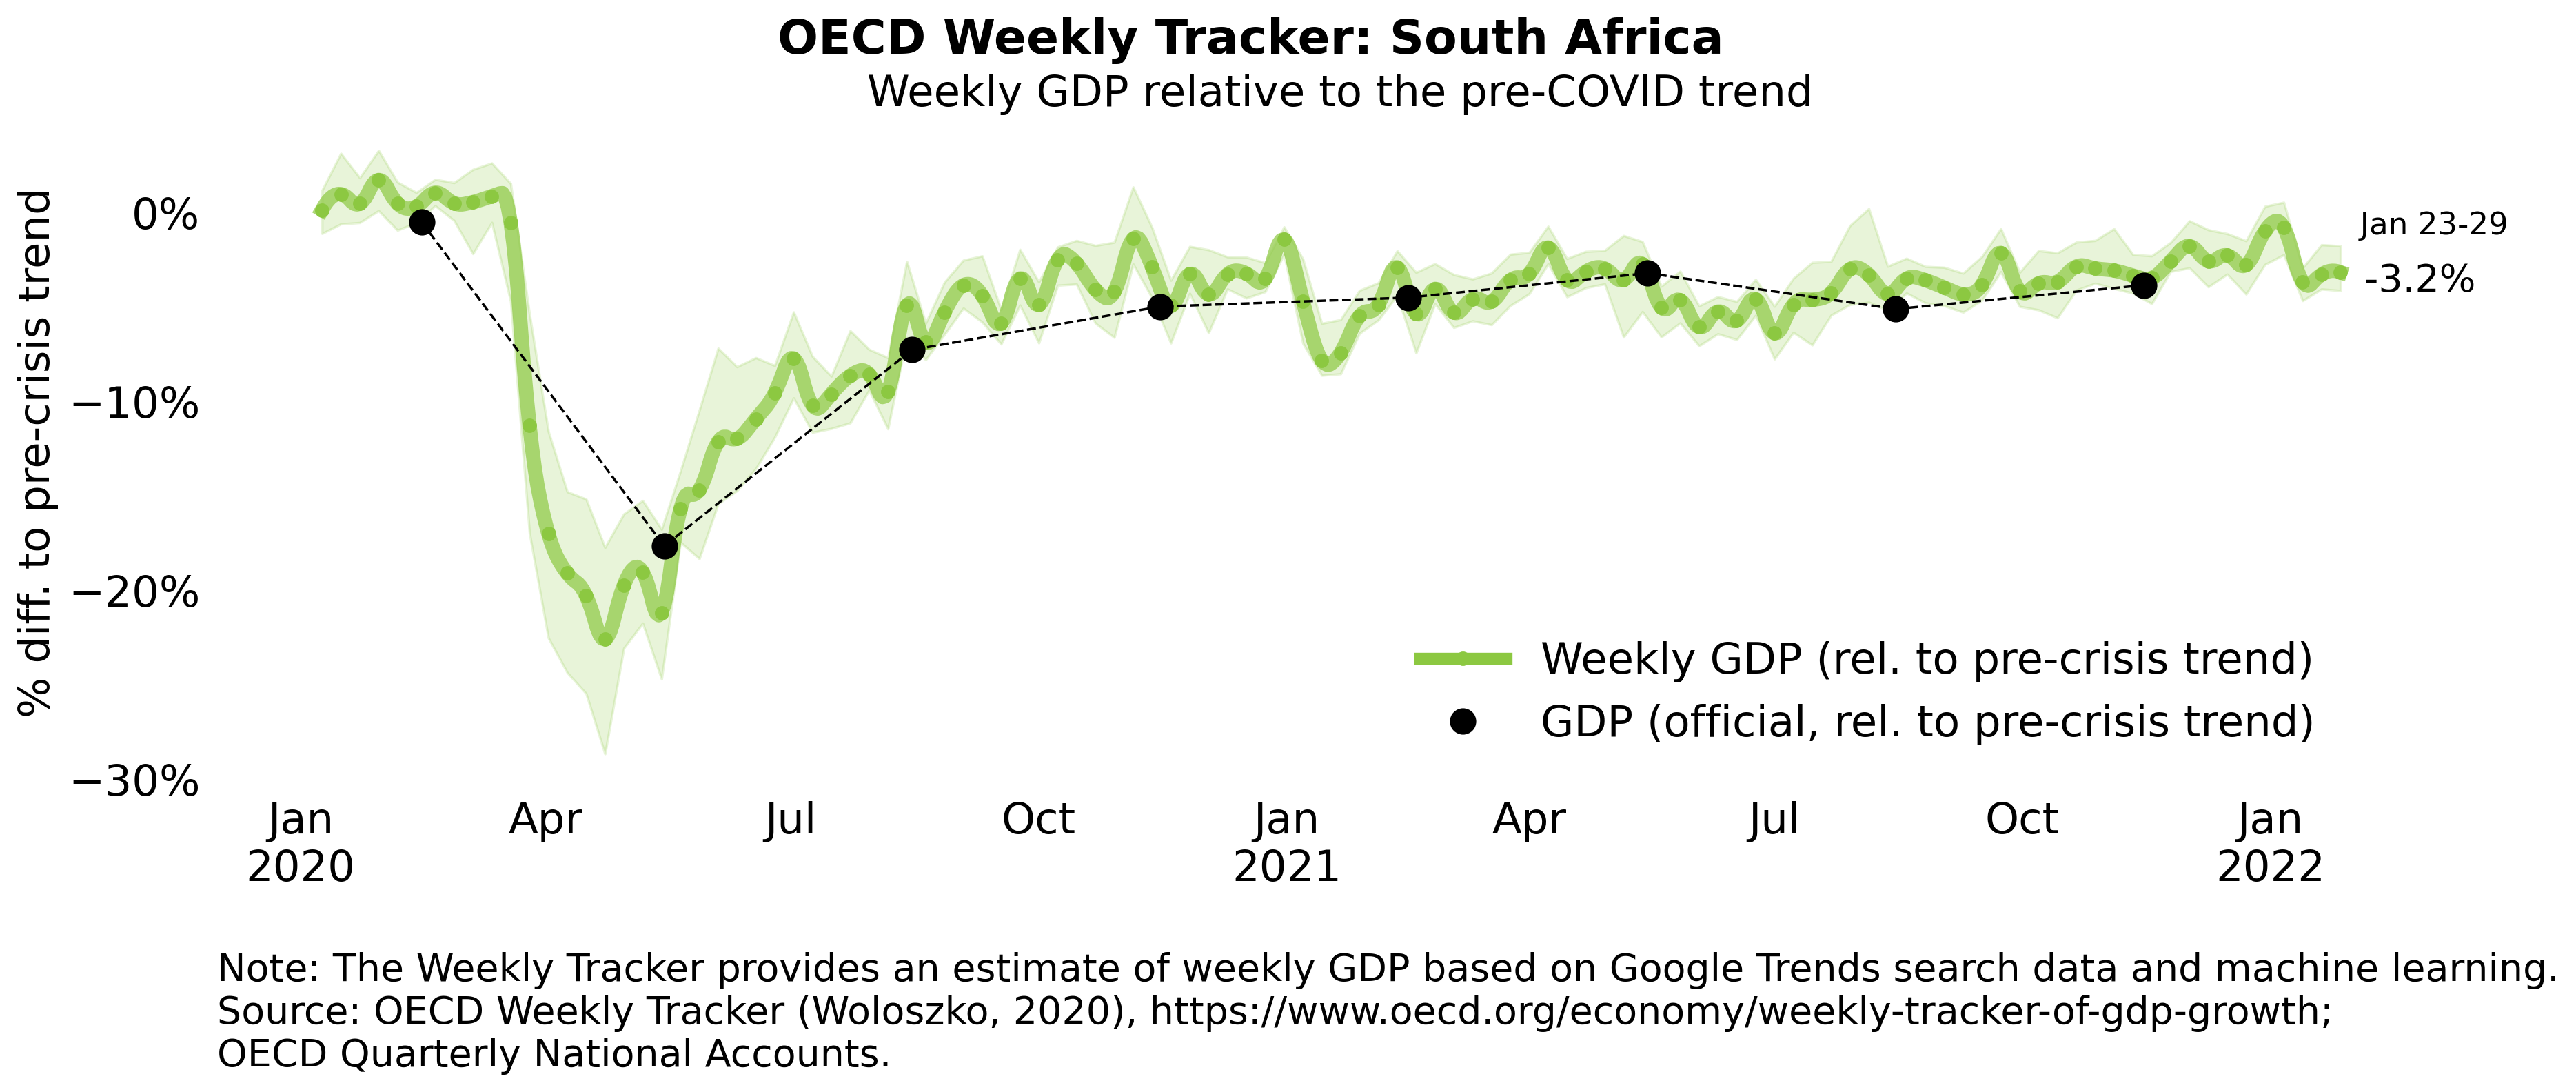 OECD Weekly Tracker: South Africa
Weekly GDP relative to the pre-COVID trend
% diff. to pre-crisis trend
0%
−10%
−20%
−30%
Jan 23-29
-3.2%
Weekly GDP (rel. to pre-crisis trend)
GDP (official, rel. to pre-crisis trend)
Jan Apr Jul Oct Jan Apr Jul Oct Jan
2020 2021 2022
Note: The Weekly Tracker provides an estimate of weekly GDP based on Google Trends search data and machine learning.
Source: OECD Weekly Tracker (Woloszko, 2020), https://www.oecd.org/economy/weekly-tracker-of-gdp-growth;
OECD Quarterly National Accounts.